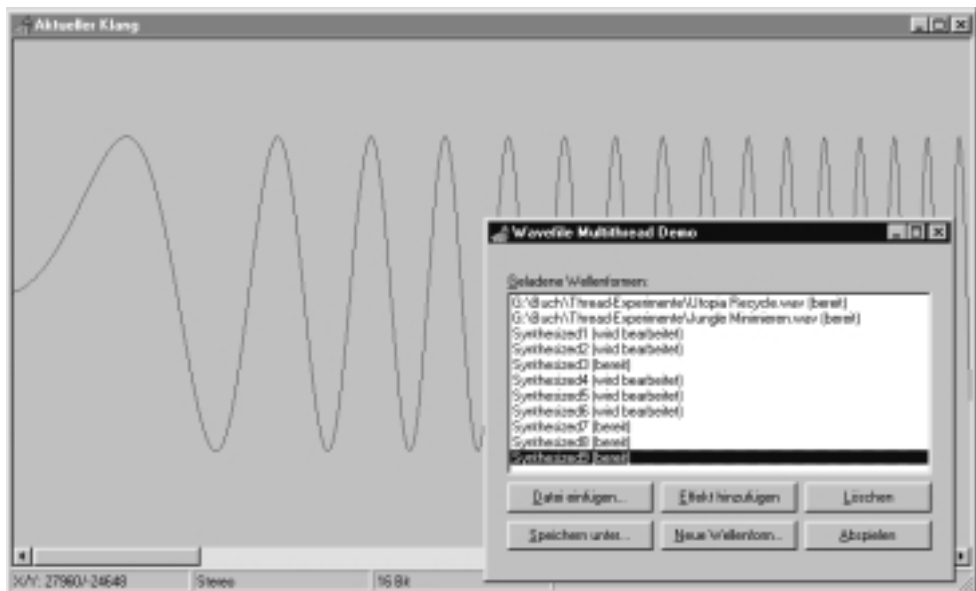 Aktueller Klang
Wavefile Multithread Demo
Geladene Wellenformen:
G:\Buch\Thread-Experimente\Utopia Recycle.wav (bereit)
G:\Buch\Thread-Experimente\Jungle Minimieren.wav (bereit)
Synthesized1 (wird bearbeitet)
Synthesized2 (wird bearbeitet)
Synthesized3 (bereit)
Synthesized4 (wird bearbeitet)
Synthesized5 (wird bearbeitet)
Synthesized6 (wird bearbeitet)
Synthesized7 (bereit)
Synthesized8 (bereit)
Synthesized9 (bereit)
Datei einfügen... Effekt hinzufügen Löschen
Speichern unter... Neue Wellenform... Abspielen
X/Y: 27960/-24648 Stereo 16 Bit